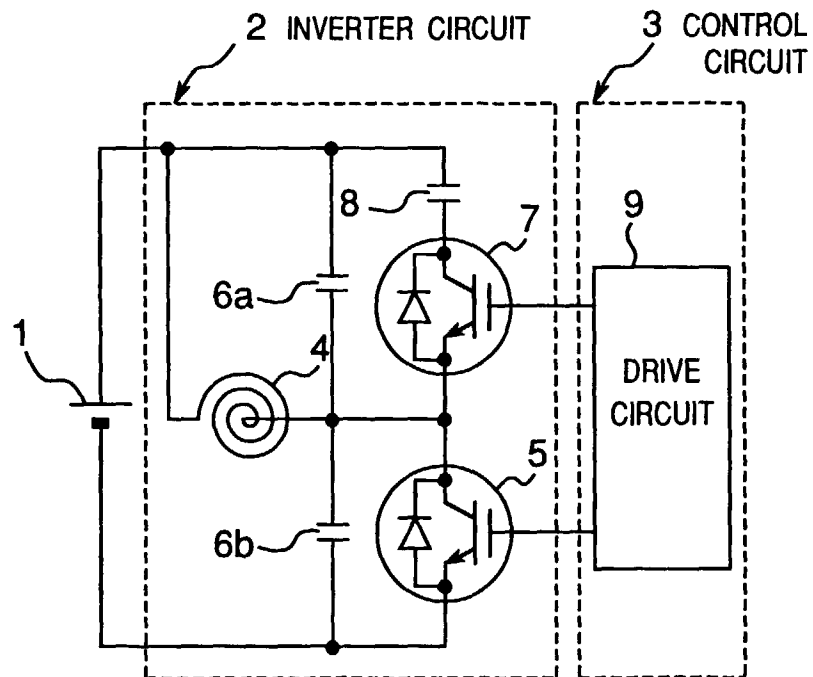 2 INVERTER CIRCUIT
3 CONTROL
CIRCUIT
8
7
9
6a
1
4
DRIVE
CIRCUIT
5
6b